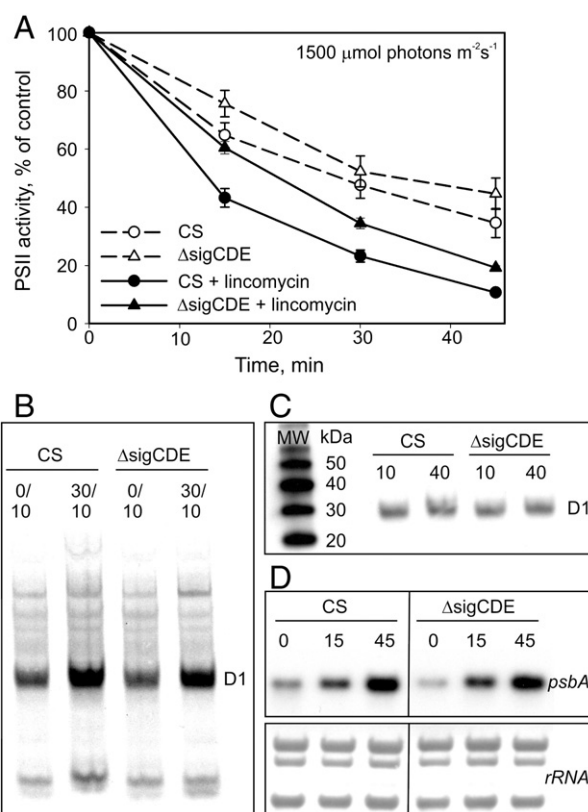 A
1500 μmol photons m⁻²s⁻¹
PSII activity, % of control
100
80
60
40
20
0
CS
ΔsigCDE
CS + lincomycin
ΔsigCDE + lincomycin
0 10 20 30 40
Time, min
B
CS ΔsigCDE
0/ 30/ 0/ 30/
10 10 10 10
D1
C
MW kDa CS ΔsigCDE
50 10 40 10 40
40
30 D1
20
D
CS ΔsigCDE
0 15 45 0 15 45
psbA
rRNA